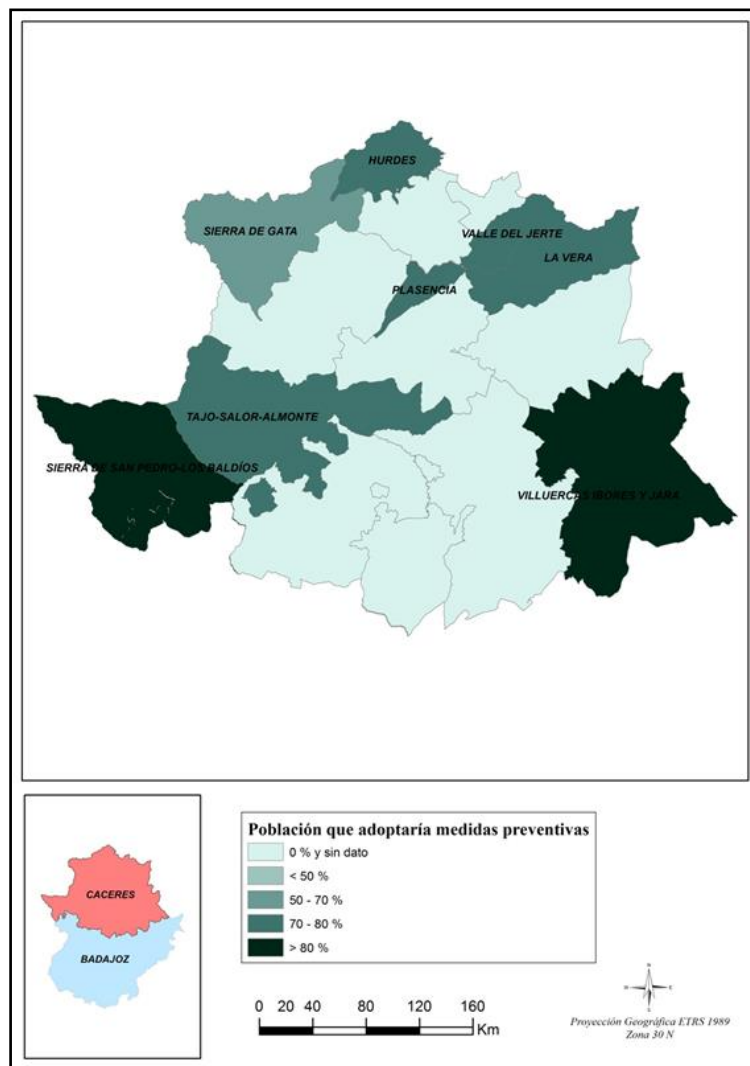 HURDES
SIERRA DE GATA
VALLE DEL JERTE
LA VERA
PLASENCIA
TAJO-SALOR-ALMONTE
SIERRA DE SAN PEDRO-LOS BALDÍOS
VILLUERCAS IBORES Y JARA
CACERES
BADAJOZ
Población que adoptaría medidas preventivas
0 % y sin dato
< 50 %
50 - 70 %
70 - 80 %
> 80 %
0 20 40 80 120 160
Km
N
O E
S
Proyección Geográfica ETRS 1989
Zona 30 N